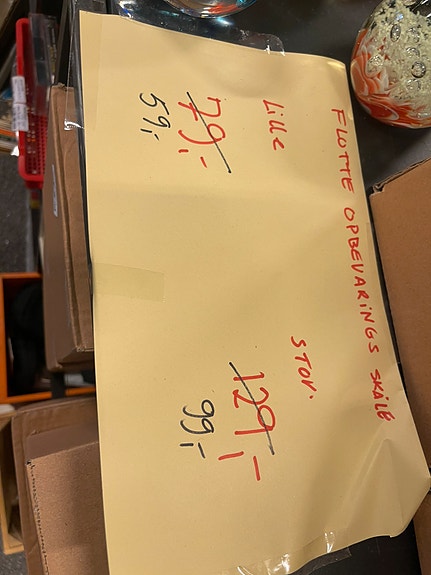 FLOTTE OPBEVARINGS SKÅLE
Lille
79,-
59,-
STOR.
129,-
99,-